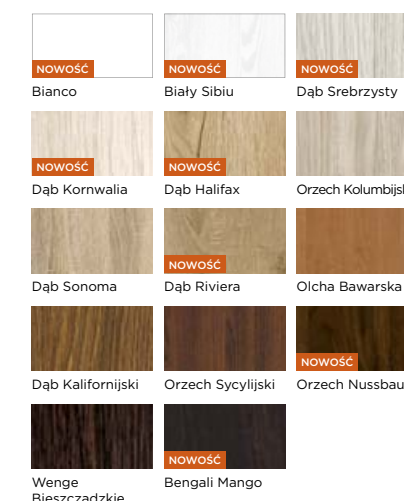 NOWOŚĆ NOWOŚĆ NOWOŚĆ
Bianco Biały Sibiu Dąb Srebrzysty
NOWOŚĆ NOWOŚĆ
Dąb Kornwalia Dąb Halifax Orzech
NOWOŚĆ
Dąb Sonoma Dąb Riviera Olcha Bawarska
NOWOŚĆ
Dąb Kalifornijski Orzech Sycylijski Orzech Nussbau
NOWOŚĆ
Wenge Bengali Mango
Bieszczadzkie